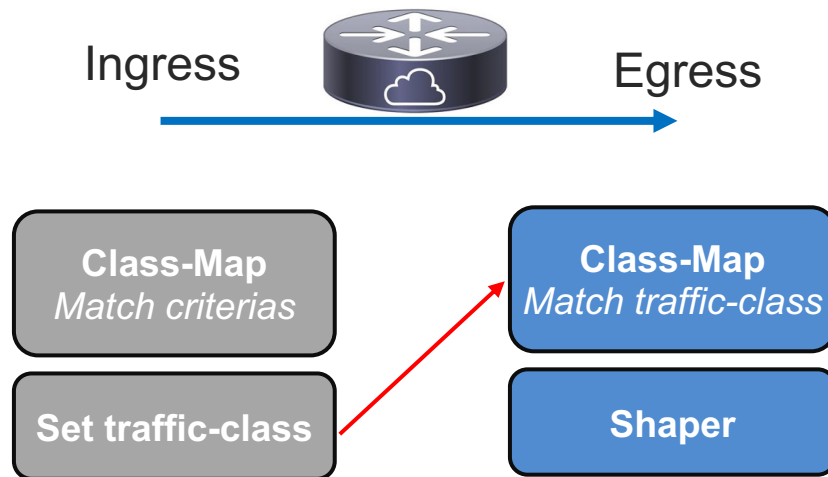 Ingress
Egress
Class-Map
Match criterias
Class-Map
Match traffic-class
Set traffic-class
Shaper